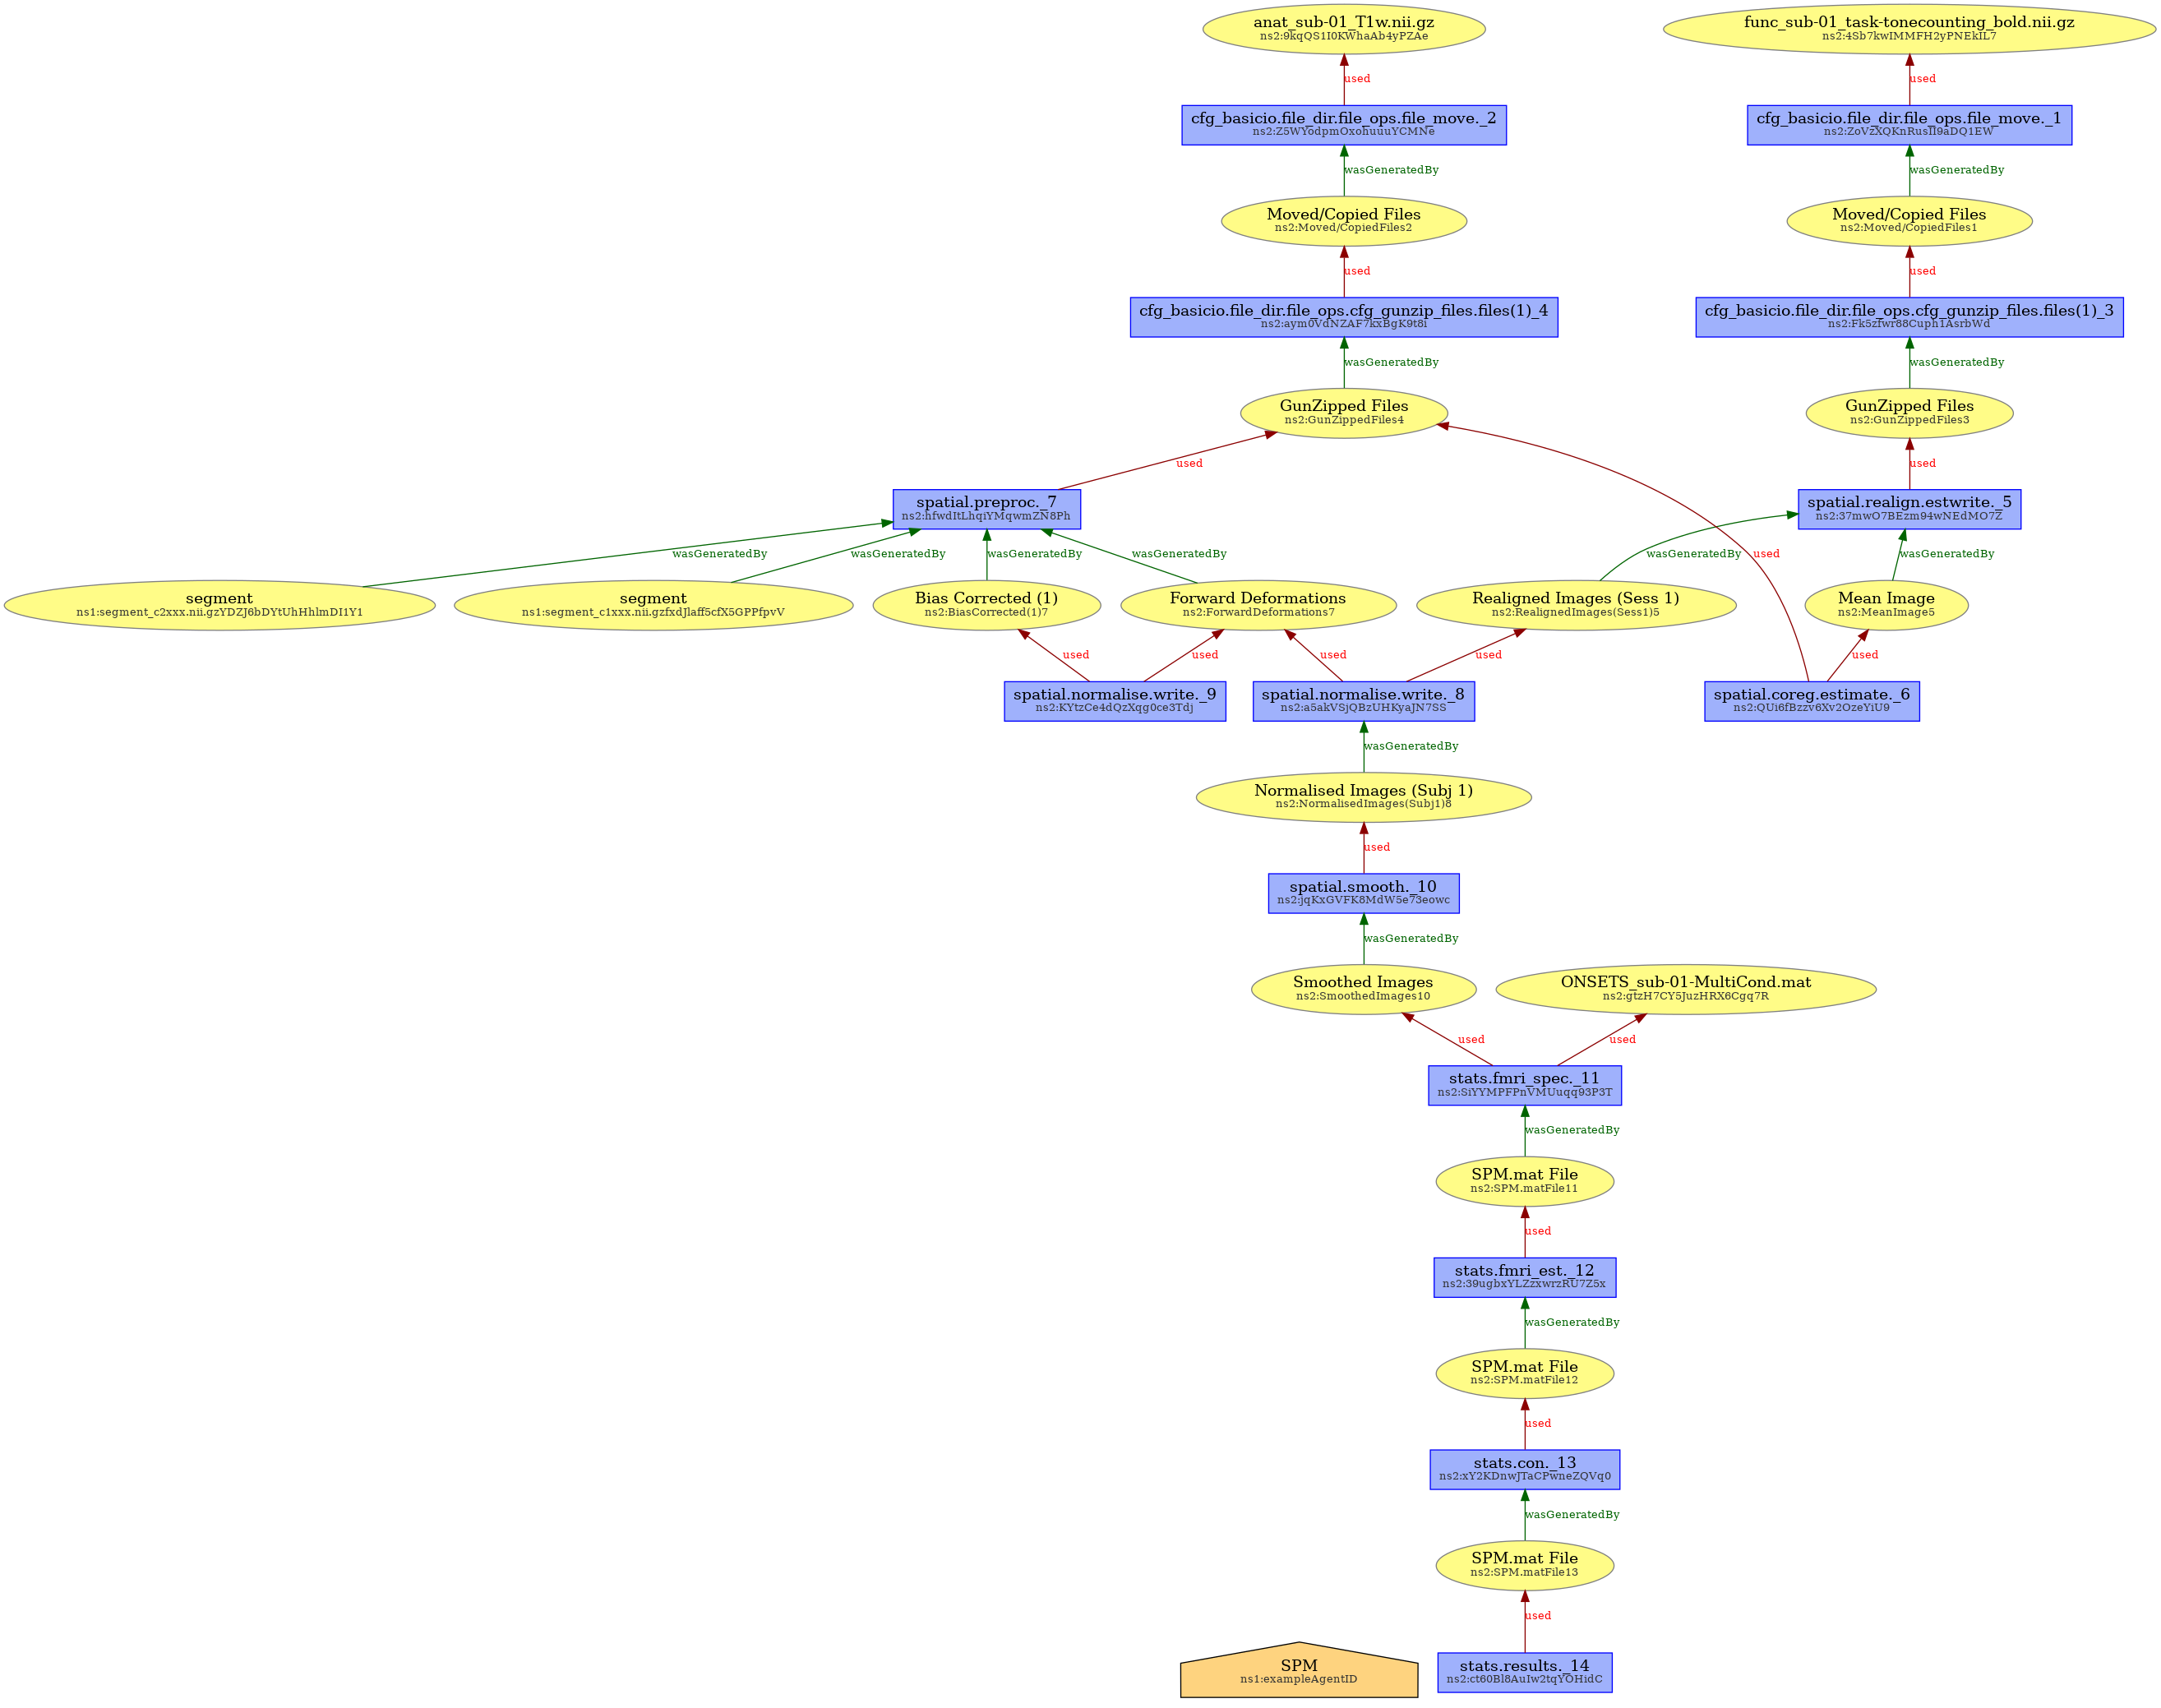 anat_sub-01_T1w.nii.gz
ns2:9kqQS1I0KWhaAb4yPZAe
func_sub-01_task-tonecounting_bold.nii.gz
ns2:4Sb7kwIMMFH2yPNEkIL7
used
used
cfg_basicio.file_dir.file_ops.file_move._2
ns2:Z5WYodpmOxohuuuYCMNe
cfg_basicio.file_dir.file_ops.file_move._1
ns2:ZoVzXQKnRusIl9aDQ1EW
wasGeneratedBy
wasGeneratedBy
Moved/Copied Files
ns2:Moved/CopiedFiles2
Moved/Copied Files
ns2:Moved/CopiedFiles1
used
used
cfg_basicio.file_dir.file_ops.cfg_gunzip_files.files(1)_4
ns2:aym0VdNZAF7kxBgK9t8i
cfg_basicio.file_dir.file_ops.cfg_gunzip_files.files(1)_3
ns2:Fk5zfwr88Cuph1AsrbWd
wasGeneratedBy
wasGeneratedBy
GunZipped Files
ns2:GunZippedFiles4
GunZipped Files
ns2:GunZippedFiles3
used
used
spatial.preproc._7
ns2:hfwdItLhqiYMqwmZN8Ph
spatial.realign.estwrite._5
ns2:37mwO7BEzm94wNEdMO7Z
wasGeneratedBy
wasGeneratedBy
wasGeneratedBy
wasGeneratedBy
wasGeneratedBy
used
wasGeneratedBy
segment
ns1:segment_c2xxx.nii.gzYDZJ6bDYtUhHhlmDI1Y1
segment
ns1:segment_c1xxx.nii.gzfxdJlaff5cfX5GPPfpvV
Bias Corrected (1)
ns2:BiasCorrected(1)7
Forward Deformations
ns2:ForwardDeformations7
Realigned Images (Sess 1)
ns2:RealignedImages(Sess1)5
Mean Image
ns2:MeanImage5
used
used
used
used
used
spatial.normalise.write._9
ns2:KYtzCe4dQzXqg0ce3Tdj
spatial.normalise.write._8
ns2:a5akVSjQBzUHKyaJN7SS
spatial.coreg.estimate._6
ns2:QUi6fBzzv6Xv2OzeYiU9
wasGeneratedBy
Normalised Images (Subj 1)
ns2:NormalisedImages(Subj1)8
used
spatial.smooth._10
ns2:jqKxGVFK8MdW5e73eowc
wasGeneratedBy
Smoothed Images
ns2:SmoothedImages10
ONSETS_sub-01-MultiCond.mat
ns2:gtzH7CY5JuzHRX6Cgq7R
used
used
stats.fmri_spec._11
ns2:SiYYMPFPnVMUuqq93P3T
wasGeneratedBy
SPM.mat File
ns2:SPM.matFile11
used
stats.fmri_est._12
ns2:39ugbxYLZzxwrzRU7Z5x
wasGeneratedBy
SPM.mat File
ns2:SPM.matFile12
used
stats.con._13
ns2:xY2KDnwJTaCPwneZQVq0
wasGeneratedBy
SPM.mat File
ns2:SPM.matFile13
used
SPM
ns1:exampleAgentID
stats.results._14
ns2:ct60Bl8AuIw2tqYOHidC